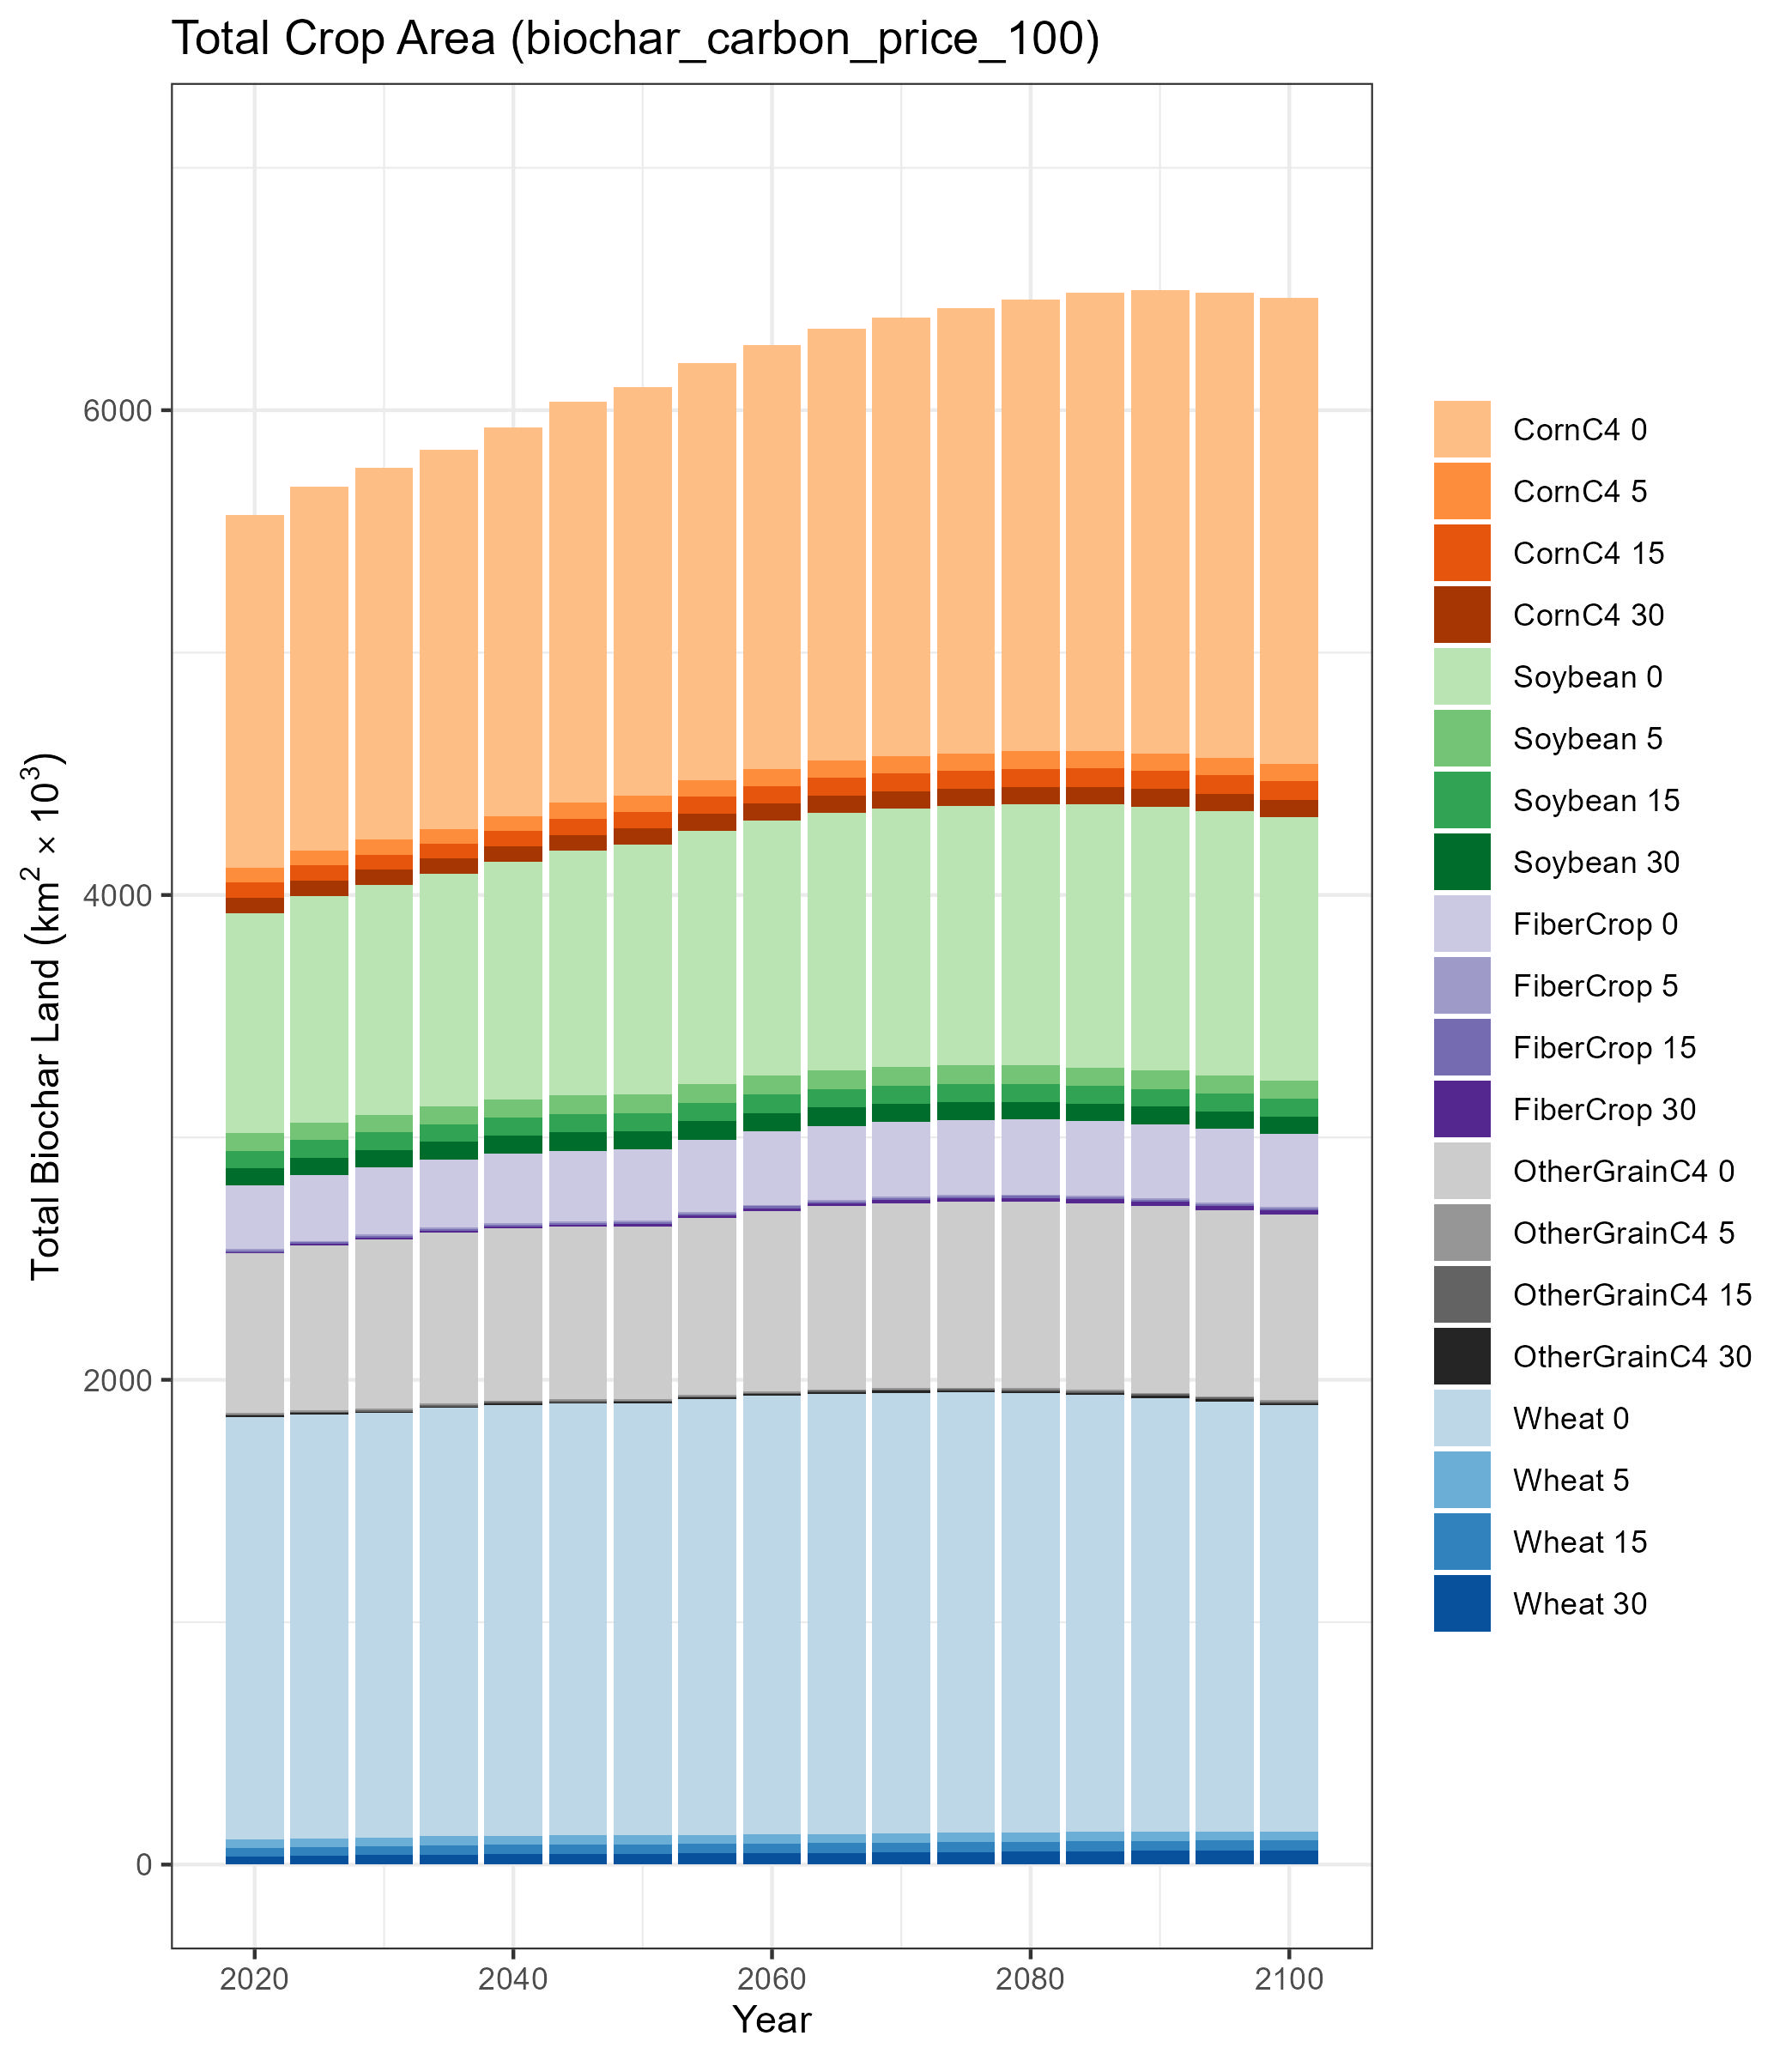 Total Crop Area (biochar_carbon_price_100)
Total Biochar Land (km² × 10³)
6000
4000
2000
0
2020 2040 2060 2080 2100
Year
CornC4 0
CornC4 5
CornC4 15
CornC4 30
Soybean 0
Soybean 5
Soybean 15
Soybean 30
FiberCrop 0
FiberCrop 5
FiberCrop 15
FiberCrop 30
OtherGrainC4 0
OtherGrainC4 5
OtherGrainC4 15
OtherGrainC4 30
Wheat 0
Wheat 5
Wheat 15
Wheat 30